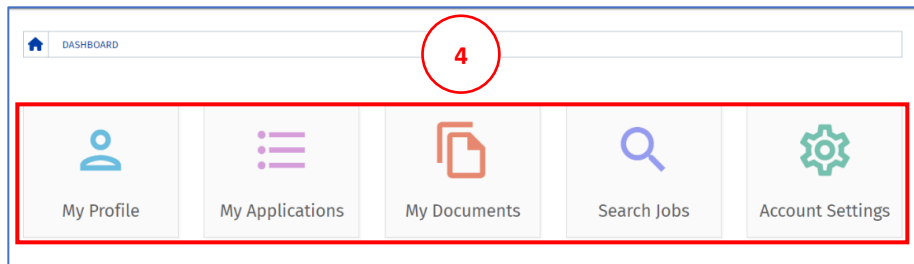 DASHBOARD
4
My Profile
My Applications
My Documents
Search Jobs
Account Settings